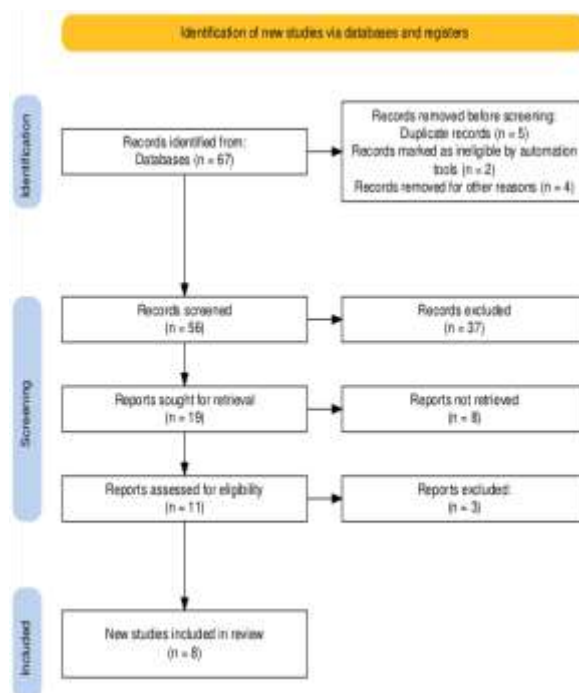 Identification of new studies via databases and registers
Identification
Records identified from:
Databases (n = 67)
Records removed before screening:
Duplicate records (n = 5)
Records marked as ineligible by automation
tools (n = 2)
Records removed for other reasons (n = 4)
Screening
Records screened
(n = 56)
Records excluded
(n = 37)
Reports sought for retrieval
(n = 19)
Reports not retrieved
(n = 8)
Reports assessed for eligibility
(n = 11)
Reports excluded:
(n = 3)
Included
New studies included in review
(n = 8)